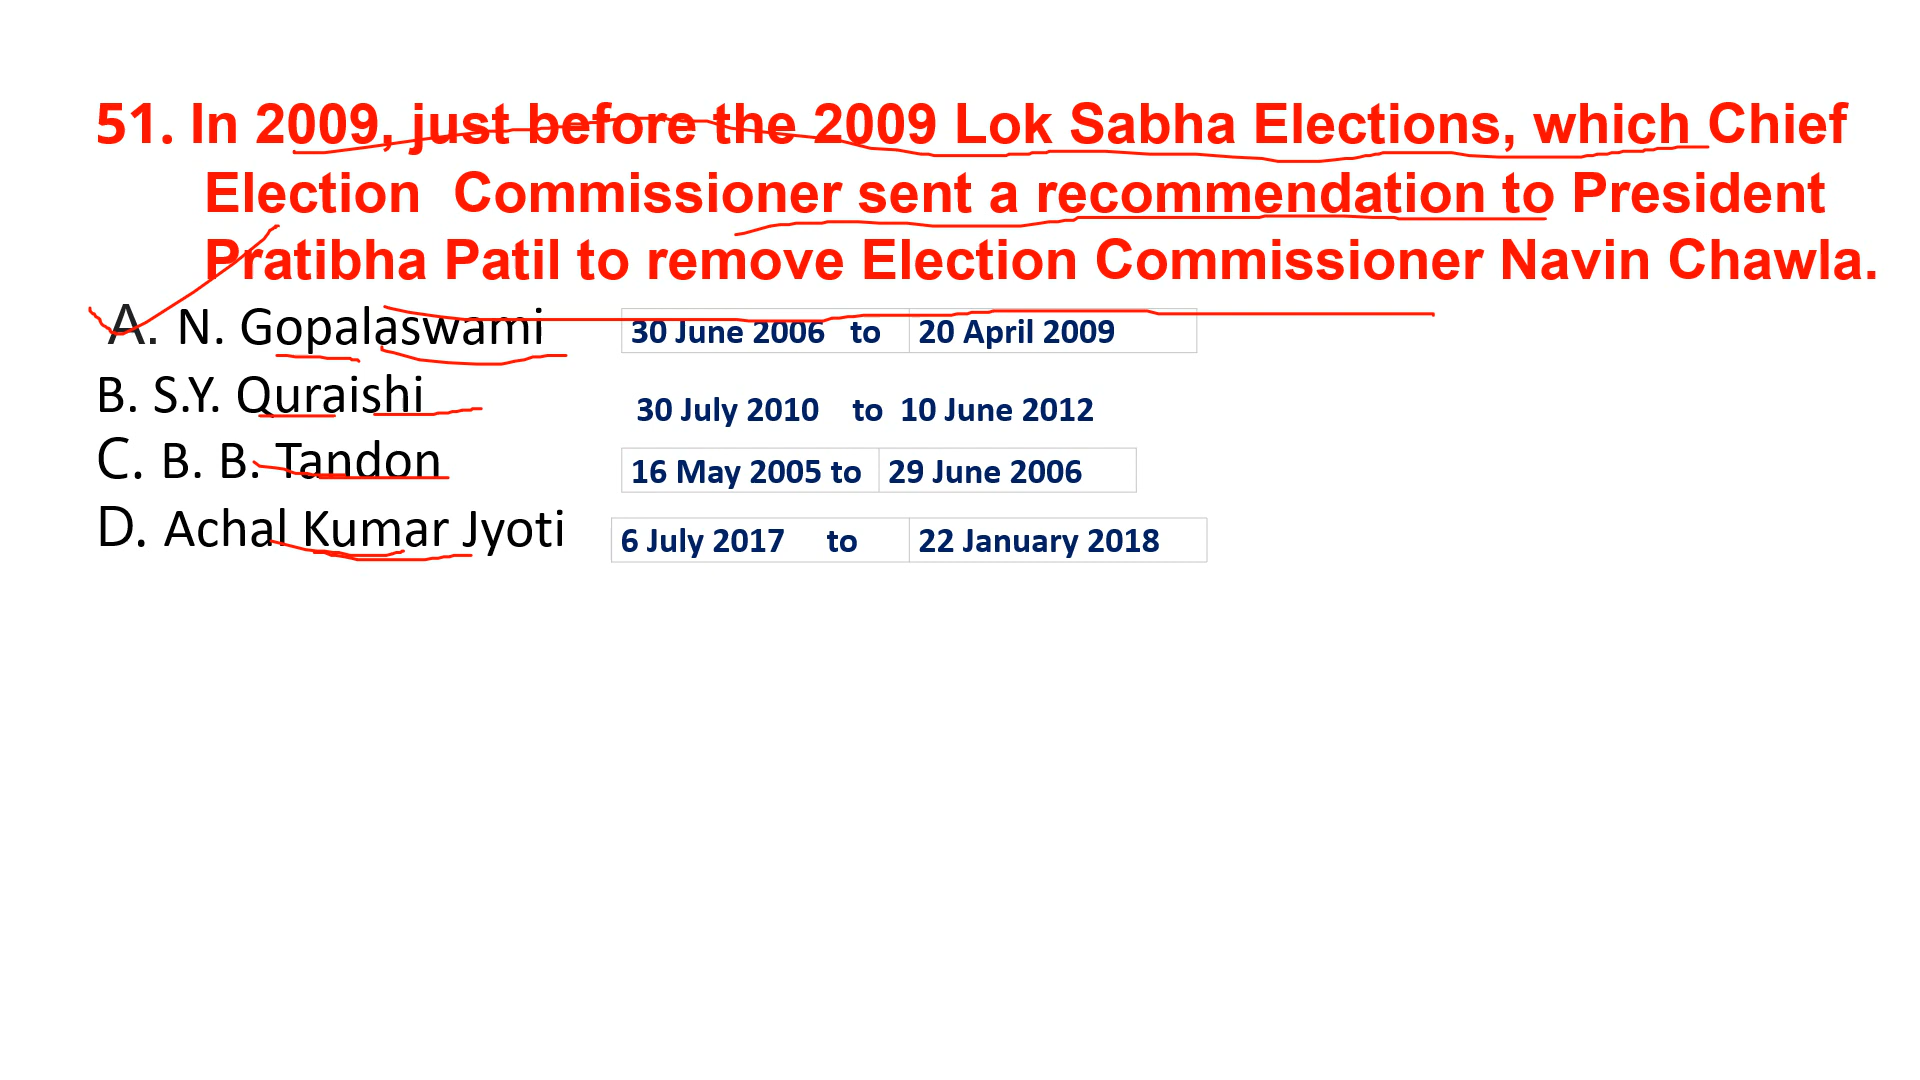 51. In 2009, just before the 2009 Lok Sabha Elections, which Chief
Election Commissioner sent a recommendation to President
Pratibha Patil to remove Election Commissioner Navin Chawla.
A. N. Gopalaswami 30 June 2006 to 20 April 2009
B. S.Y. Quraishi 30 July 2010 to 10 June 2012
C. B. B. Tandon 16 May 2005 to 29 June 2006
D. Achal Kumar Jyoti 6 July 2017 to 22 January 2018